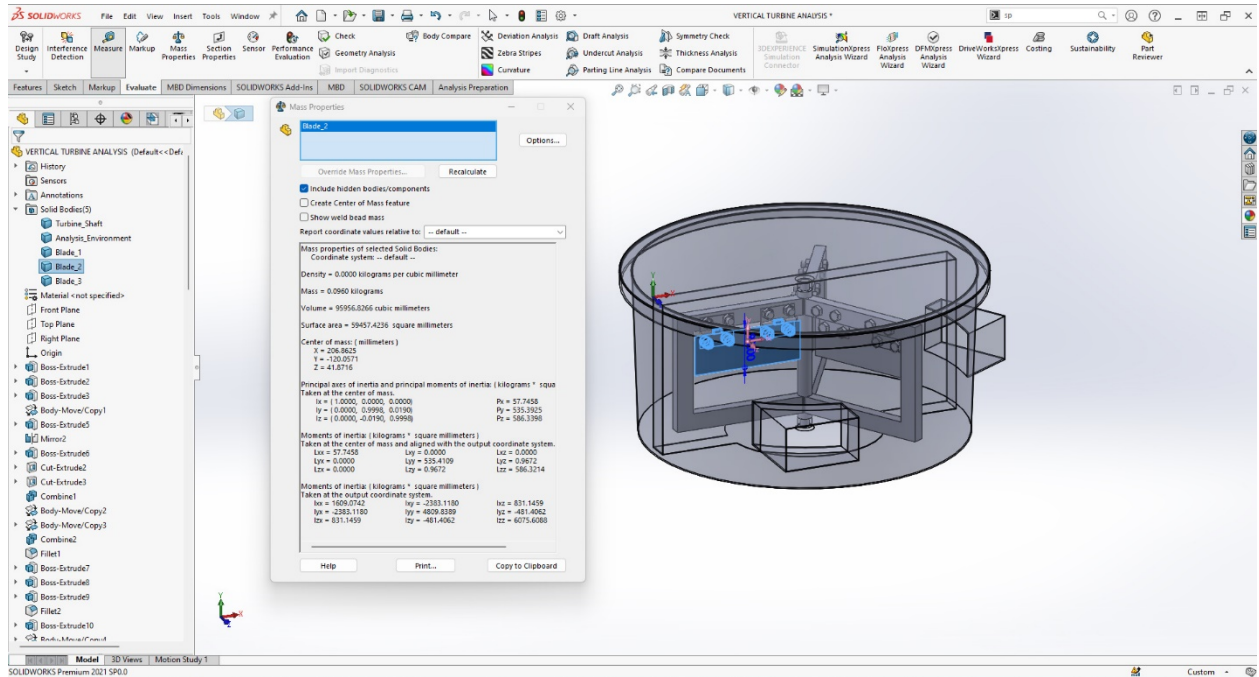 SOLIDWORKS File Edit View Insert Tools Window
VERTICAL TURBINE ANALYSIS *
sp
Design Study
Interference Detection
Measure
Markup
Mass Properties
Section Properties
Sensor
Performance Evaluation
Check
Geometry Analysis
Import Diagnostics
Body Compare
Deviation Analysis
Zebra Stripes
Curvature
Draft Analysis
Undercut Analysis
Parting Line Analysis
Symmetry Check
Thickness Analysis
Compare Documents
3DEXPERIENCE Simulation Connector
SimulationXpress Analysis Wizard
FloXpress Analysis Wizard
DFMXpress Analysis Wizard
DriveWorksXpress Wizard
Costing
Sustainability
Part Reviewer
Features Sketch Markup Evaluate MBD Dimensions SOLIDWORKS Add-Ins MBD SOLIDWORKS CAM Analysis Preparation
VERTICAL TURBINE ANALYSIS (Default<<Def
History
Sensors
Annotations
Solid Bodies(5)
Turbine_Shaft
Analysis_Environment
Blade_1
Blade_2
Blade_3
Material <not specified>
Front Plane
Top Plane
Right Plane
Origin
Boss-Extrude1
Boss-Extrude2
Boss-Extrude3
Body-Move/Copy1
Boss-Extrude5
Mirror2
Boss-Extrude6
Cut-Extrude2
Cut-Extrude3
Combine1
Body-Move/Copy2
Body-Move/Copy3
Combine2
Fillet1
Boss-Extrude7
Boss-Extrude8
Boss-Extrude9
Fillet2
Boss-Extrude10
Mass Properties
Blade_2
Options...
Override Mass Properties... Recalculate
Include hidden bodies/components
Create Center of Mass feature
Show weld bead mass
Report coordinate values relative to: -- default --
Mass properties of selected Solid Bodies:
Coordinate system: -- default --
Density = 0.0000 kilograms per cubic millimeter
Mass = 0.0960 kilograms
Volume = 95956.8266 cubic millimeters
Surface area = 59457.4236 square millimeters
Center of mass: ( millimeters )
X = 206.8625
Y = -120.0571
Z = 41.8716
Principal axes of inertia and principal moments of inertia: ( kilograms * squa
Taken at the center of mass.
Ix = ( 1.0000, 0.0000, 0.0000) Px = 57.7458
Iy = ( 0.0000, 0.9998, 0.0190) Py = 535.3925
Iz = ( 0.0000, -0.0190, 0.9998) Pz = 586.3398
Moments of inertia: ( kilograms * square millimeters )
Taken at the center of mass and aligned with the output coordinate system.
Lxx = 57.7458 Lxy = 0.0000 Lxz = 0.0000
Lyx = 0.0000 Lyy = 535.4109 Lyz = 0.9672
Lzx = 0.0000 Lzy = 0.9672 Lzz = 586.3214
Moments of inertia: ( kilograms * square millimeters )
Taken at the output coordinate system.
Ixx = 1609.0742 Ixy = -2383.1180 Ixz = 831.1459
Iyx = -2383.1180 Iyy = 4809.8389 Iyz = -481.4062
Izx = 831.1459 Izy = -481.4062 Izz = 6075.6088
Help Print... Copy to Clipboard
Y
X
Y
X
Z
Model 3D Views Motion Study 1
SOLIDWORKS Premium 2021 SP0.0
Custom